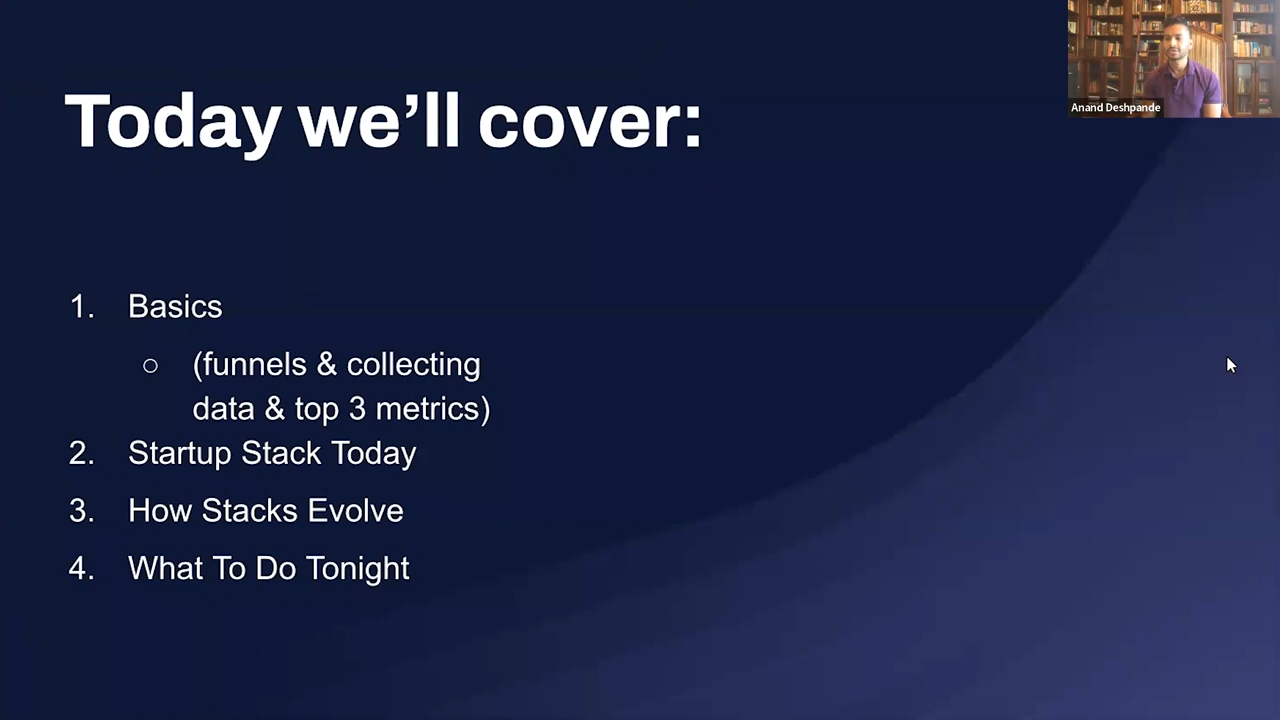 Today we’ll cover:
Anand Deshpande
1. Basics
○ (funnels & collecting
data & top 3 metrics)
2. Startup Stack Today
3. How Stacks Evolve
4. What To Do Tonight